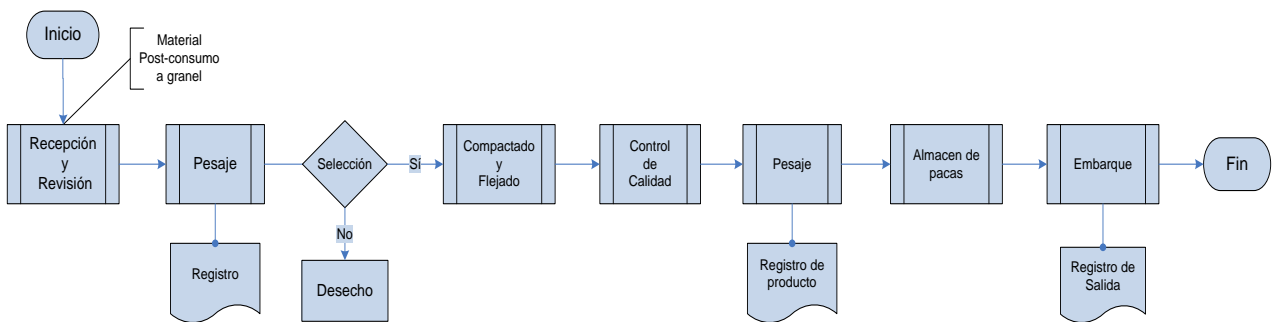 Inicio
Material
Post-consumo
a granel
Recepción
y
Revisión
Pesaje
Selección
Sí
Compactado
y
Flejado
Control
de
Calidad
Pesaje
Almacen de
pacas
Embarque
Fin
No
Registro
Desecho
Registro de
producto
Registro de
Salida